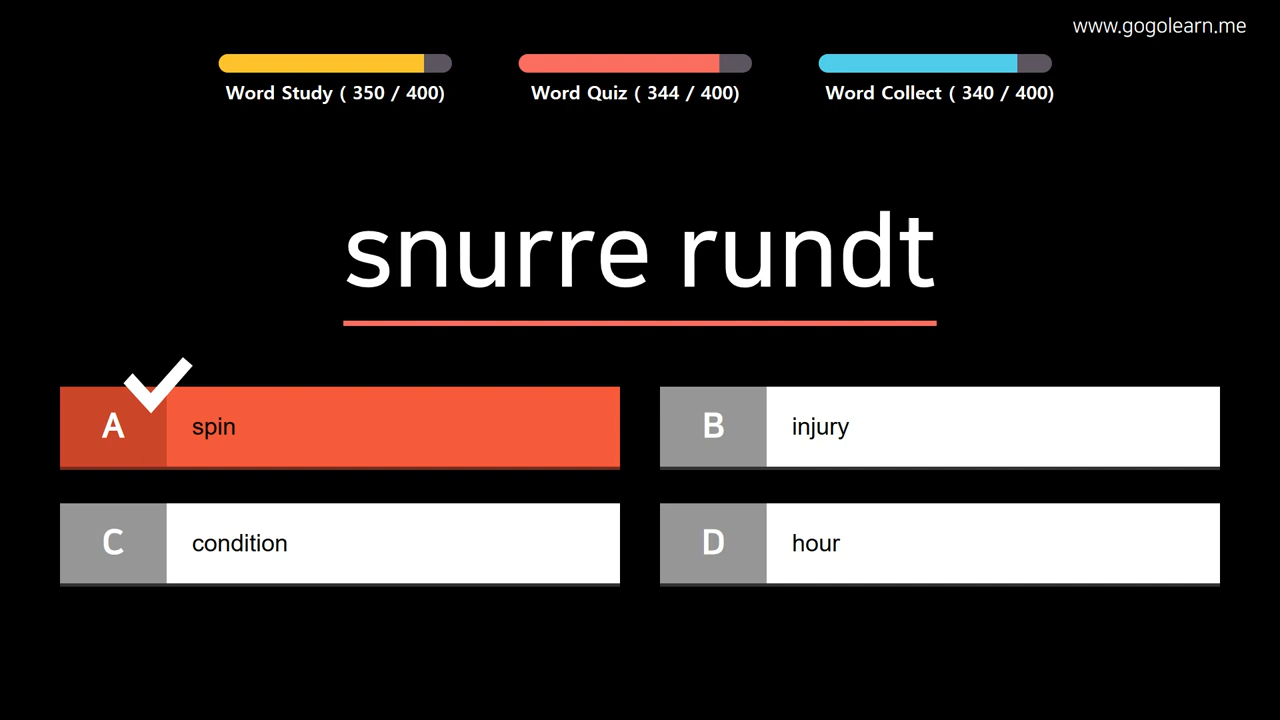 www.gogolearn.me
Word Study ( 350 / 400)
Word Quiz ( 344 / 400)
Word Collect ( 340 / 400)
snurre rundt
A spin
B injury
C condition
D hour